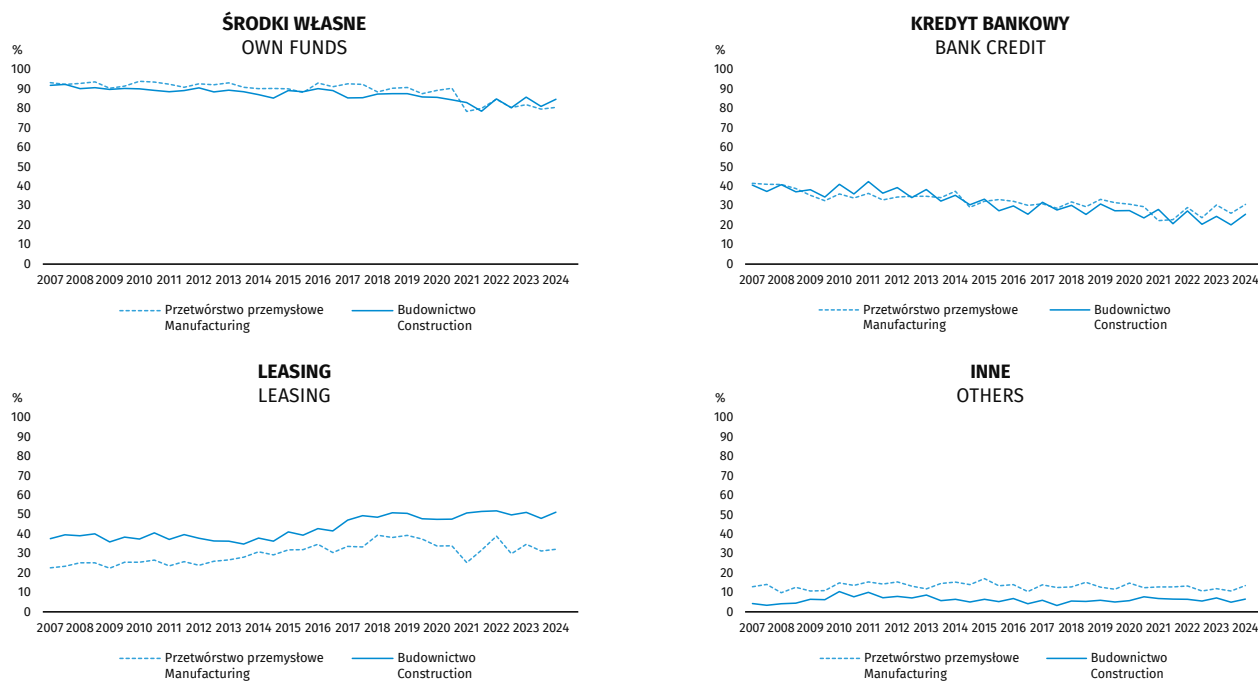 ŚRODKI WŁASNE
OWN FUNDS
%
100
90
80
70
60
50
40
30
20
10
0
2007 2008 2009 2010 2011 2012 2013 2014 2015 2016 2017 2018 2019 2020 2021 2022 2023 2024
Przetwórstwo przemysłowe
Manufacturing
Budownictwo
Construction
KREDYT BANKOWY
BANK CREDIT
%
100
90
80
70
60
50
40
30
20
10
0
2007 2008 2009 2010 2011 2012 2013 2014 2015 2016 2017 2018 2019 2020 2021 2022 2023 2024
Przetwórstwo przemysłowe
Manufacturing
Budownictwo
Construction
LEASING
LEASING
%
100
90
80
70
60
50
40
30
20
10
0
2007 2008 2009 2010 2011 2012 2013 2014 2015 2016 2017 2018 2019 2020 2021 2022 2023 2024
Przetwórstwo przemysłowe
Manufacturing
Budownictwo
Construction
INNE
OTHERS
%
100
90
80
70
60
50
40
30
20
10
0
2007 2008 2009 2010 2011 2012 2013 2014 2015 2016 2017 2018 2019 2020 2021 2022 2023 2024
Przetwórstwo przemysłowe
Manufacturing
Budownictwo
Construction